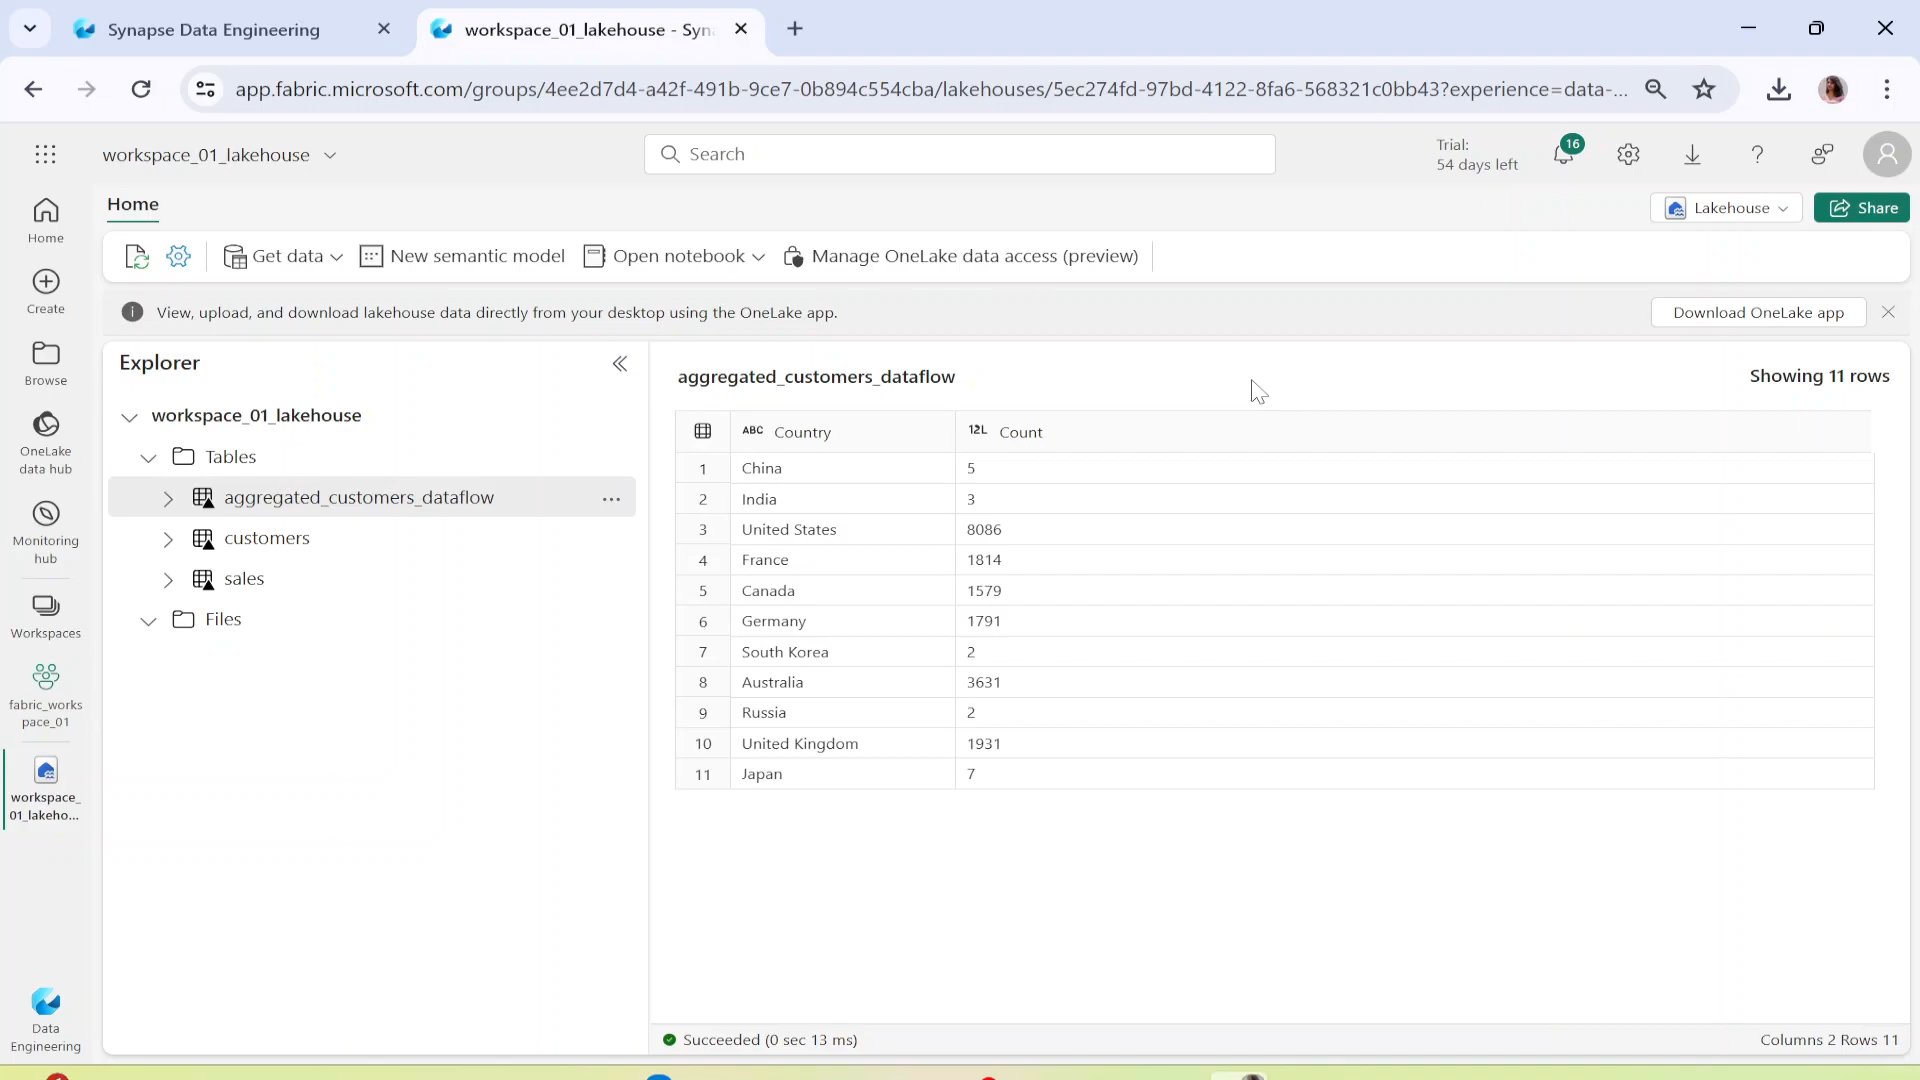 Synapse Data Engineering
workspace_01_lakehouse - Syn
app.fabric.microsoft.com/groups/4ee2d7d4-a42f-491b-9ce7-0b894c554cba/lakehouses/5ec274fd-97bd-4122-8fa6-568321c0bb43?experience=data-...
workspace_01_lakehouse
Search
Trial:
54 days left
16
Home
Lakehouse
Share
Get data
New semantic model
Open notebook
Manage OneLake data access (preview)
View, upload, and download lakehouse data directly from your desktop using the OneLake app.
Download OneLake app
Home
Create
Browse
OneLake
data hub
Monitoring
hub
Workspaces
fabric_works
pace_01
workspace_
01_lakeho...
Data
Engineering
Explorer
workspace_01_lakehouse
Tables
aggregated_customers_dataflow
customers
sales
Files
aggregated_customers_dataflow
Showing 11 rows
ABC Country 12L Count
1 China 5
2 India 3
3 United States 8086
4 France 1814
5 Canada 1579
6 Germany 1791
7 South Korea 2
8 Australia 3631
9 Russia 2
10 United Kingdom 1931
11 Japan 7
Succeeded (0 sec 13 ms)
Columns 2 Rows 11